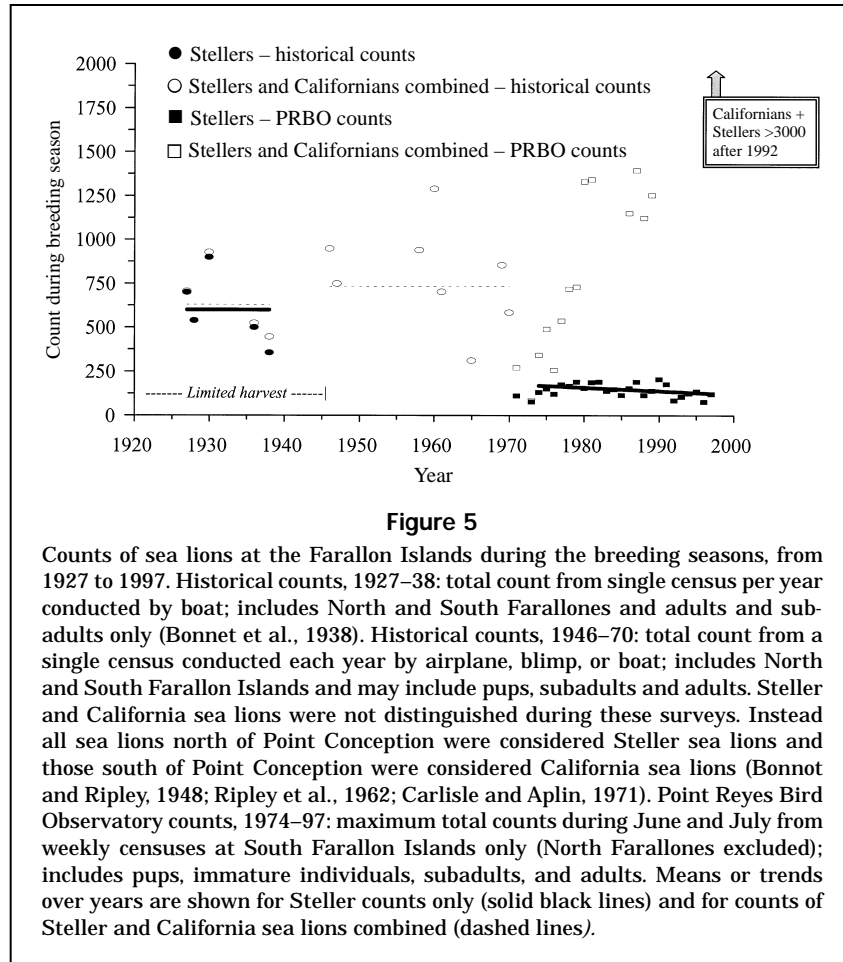 Stellers – historical counts
Stellers and Californians combined – historical counts
Stellers – PRBO counts
Stellers and Californians combined – PRBO counts
Californians +
Stellers >3000
after 1992
Count during breeding season
2000
1750
1500
1250
1000
750
500
250
0
Limited harvest
1920 1930 1940 1950 1960 1970 1980 1990 2000
Year
Figure 5
Counts of sea lions at the Farallon Islands during the breeding seasons, from
1927 to 1997. Historical counts, 1927–38: total count from single census per year
conducted by boat; includes North and South Farallones and adults and sub-
adults only (Bonnet et al., 1938). Historical counts, 1946–70: total count from a
single census conducted each year by airplane, blimp, or boat; includes North
and South Farallon Islands and may include pups, subadults and adults. Steller
and California sea lions were not distinguished during these surveys. Instead
all sea lions north of Point Conception were considered Steller sea lions and
those south of Point Conception were considered California sea lions (Bonnot
and Ripley, 1948; Ripley et al., 1962; Carlisle and Aplin, 1971). Point Reyes Bird
Observatory counts, 1974–97: maximum total counts during June and July from
weekly censuses at South Farallon Islands only (North Farallones excluded);
includes pups, immature individuals, subadults, and adults. Means or trends
over years are shown for Steller counts only (solid black lines) and for counts of
Steller and California sea lions combined (dashed lines).